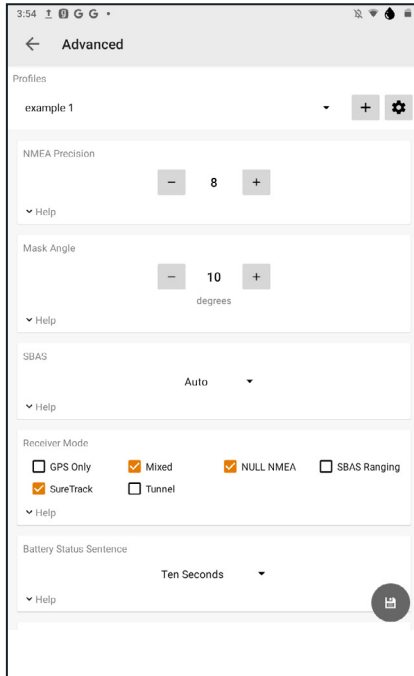 3:54 G G
Advanced
Profiles
example 1
NMEA Precision
− 8 +
Help
Mask Angle
− 10 +
degrees
Help
SBAS
Auto
Help
Receiver Mode
GPS Only Mixed NULL NMEA SBAS Ranging
SureTrack Tunnel
Help
Battery Status Sentence
Ten Seconds
Help